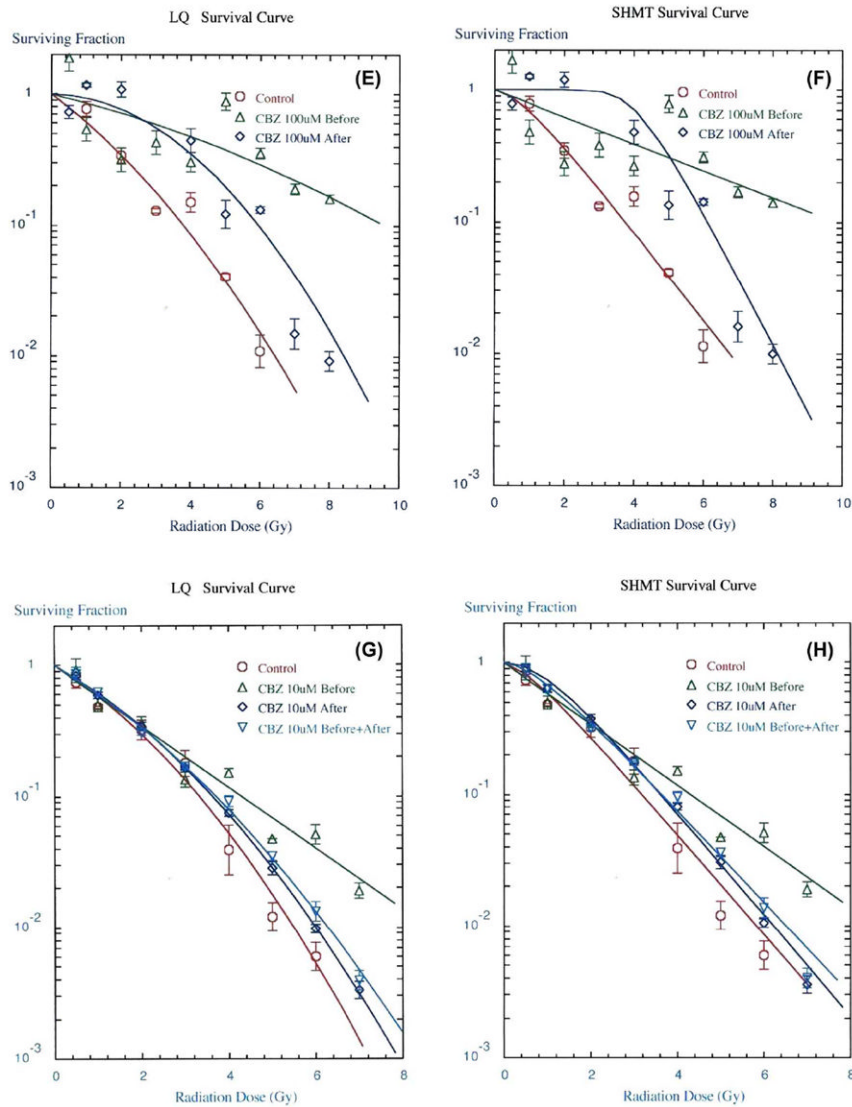 LQ Survival Curve
Surviving Fraction
(E)
Control
CBZ 100uM Before
CBZ 100uM After
1
10-1
10-2
10-3
0 2 4 6 8 10
Radiation Dose (Gy)
SHMT Survival Curve
Surviving Fraction
(F)
Control
CBZ 100uM Before
CBZ 100uM After
1
10-1
10-2
10-3
0 2 4 6 8 10
Radiation Dose (Gy)
LQ Survival Curve
Surviving Fraction
(G)
Control
CBZ 10uM Before
CBZ 10uM After
CBZ 10uM Before+After
1
10-1
10-2
10-3
0 2 4 6 8
Radiation Dose (Gy)
SHMT Survival Curve
Surviving Fraction
(H)
Control
CBZ 10uM Before
CBZ 10uM After
CBZ 10uM Before+After
1
10-1
10-2
10-3
0 2 4 6 8
Radiation Dose (Gy)